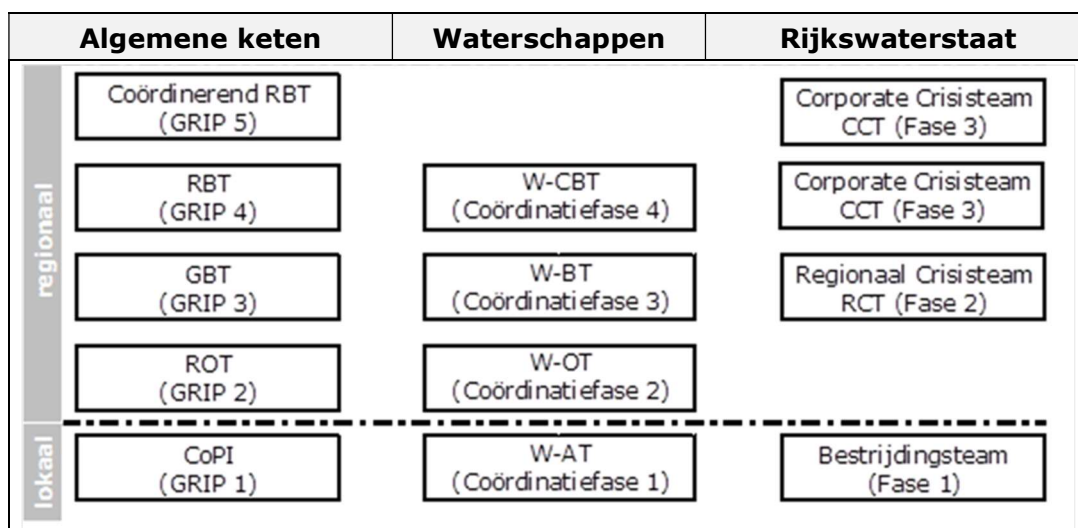 Algemene keten Waterschappen Rijkswaterstaat
Coördinerend RBT
(GRIP 5)
Corporate Crisisteam
CCT (Fase 3)
regionaal
RBT
(GRIP 4)
W-CBT
(Coördinatiefase 4)
Corporate Crisisteam
CCT (Fase 3)
GBT
(GRIP 3)
W-BT
(Coördinatiefase 3)
Regionaal Crisisteam
RCT (Fase 2)
ROT
(GRIP 2)
W-OT
(Coördinatiefase 2)
lokaal
CoPI
(GRIP 1)
W-AT
(Coördinatiefase 1)
Bestrijdingsteam
(Fase 1)